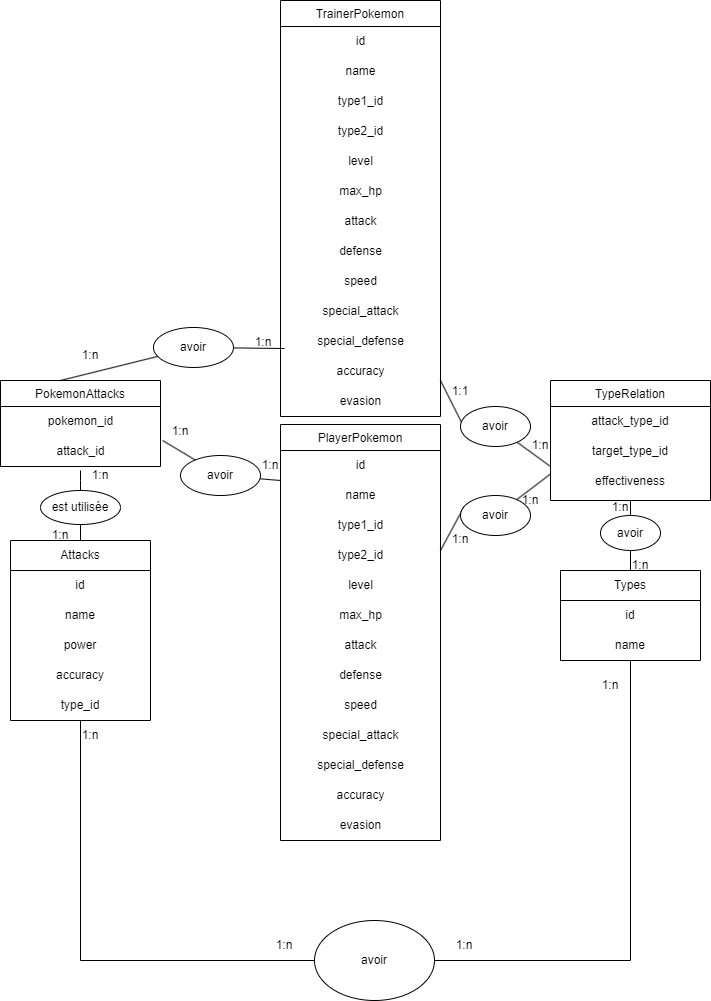 TrainerPokemon
id
name
type1_id
type2_id
level
max_hp
attack
defense
speed
special_attack
special_defense
accuracy
evasion
1:n
avoir
1:n
PokemonAttacks
pokemon_id
attack_id
1:n
avoir
1:n
1:1
avoir
1:n
TypeRelation
attack_type_id
target_type_id
effectiveness
PlayerPokemon
id
name
type1_id
type2_id
level
max_hp
attack
defense
speed
special_attack
special_defense
accuracy
evasion
1:n
avoir
1:n
1:n
est utilisée
1:n
Attacks
id
name
power
accuracy
type_id
1:n
avoir
1:n
Types
id
name
1:n
1:n
1:n
avoir
1:n